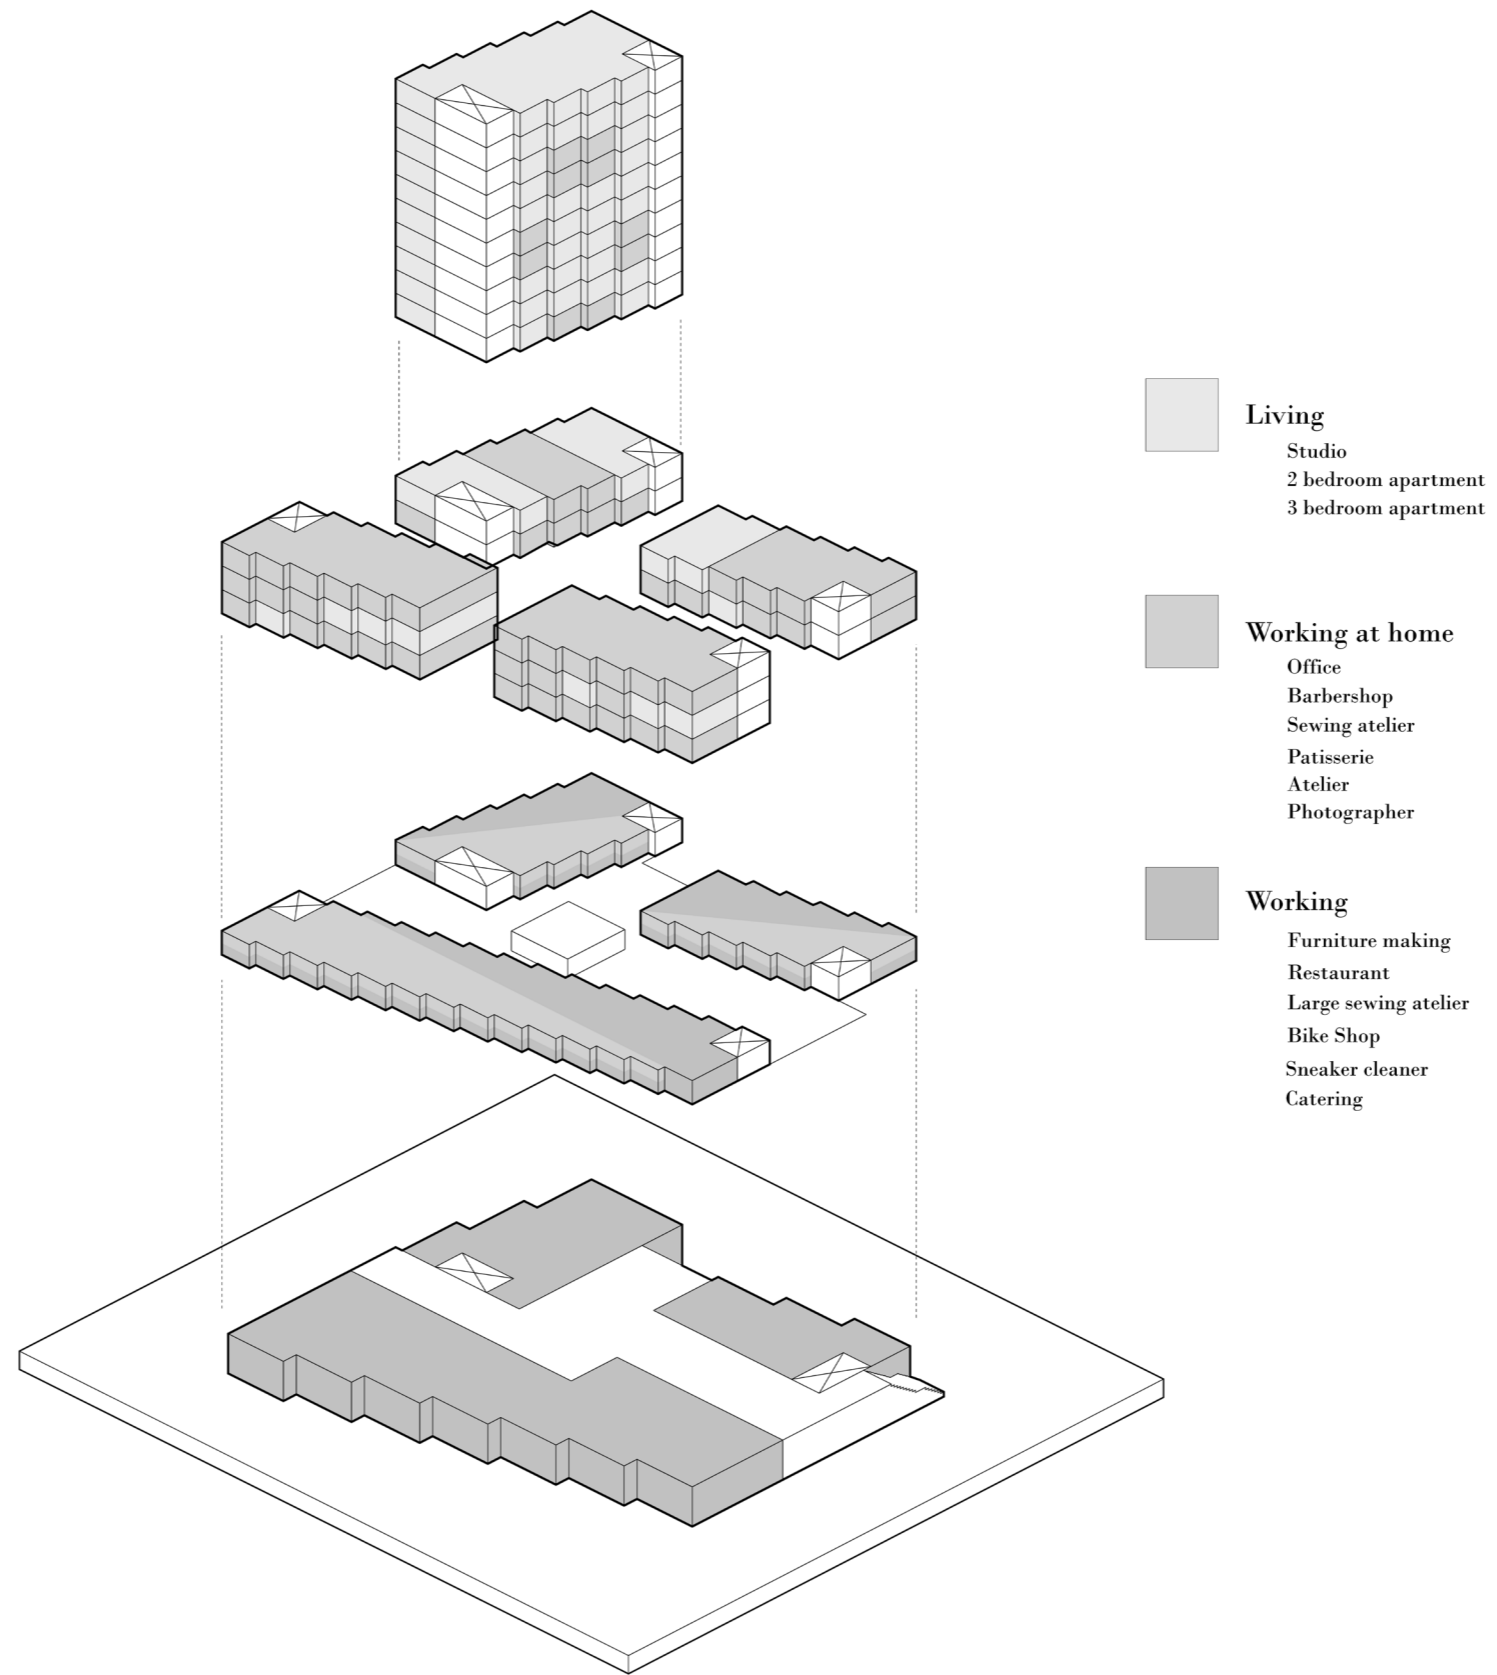 Living
Studio
2 bedroom apartment
3 bedroom apartment
Working at home
Office
Barbershop
Sewing atelier
Patisserie
Atelier
Photographer
Working
Furniture making
Restaurant
Large sewing atelier
Bike Shop
Sneaker cleaner
Catering